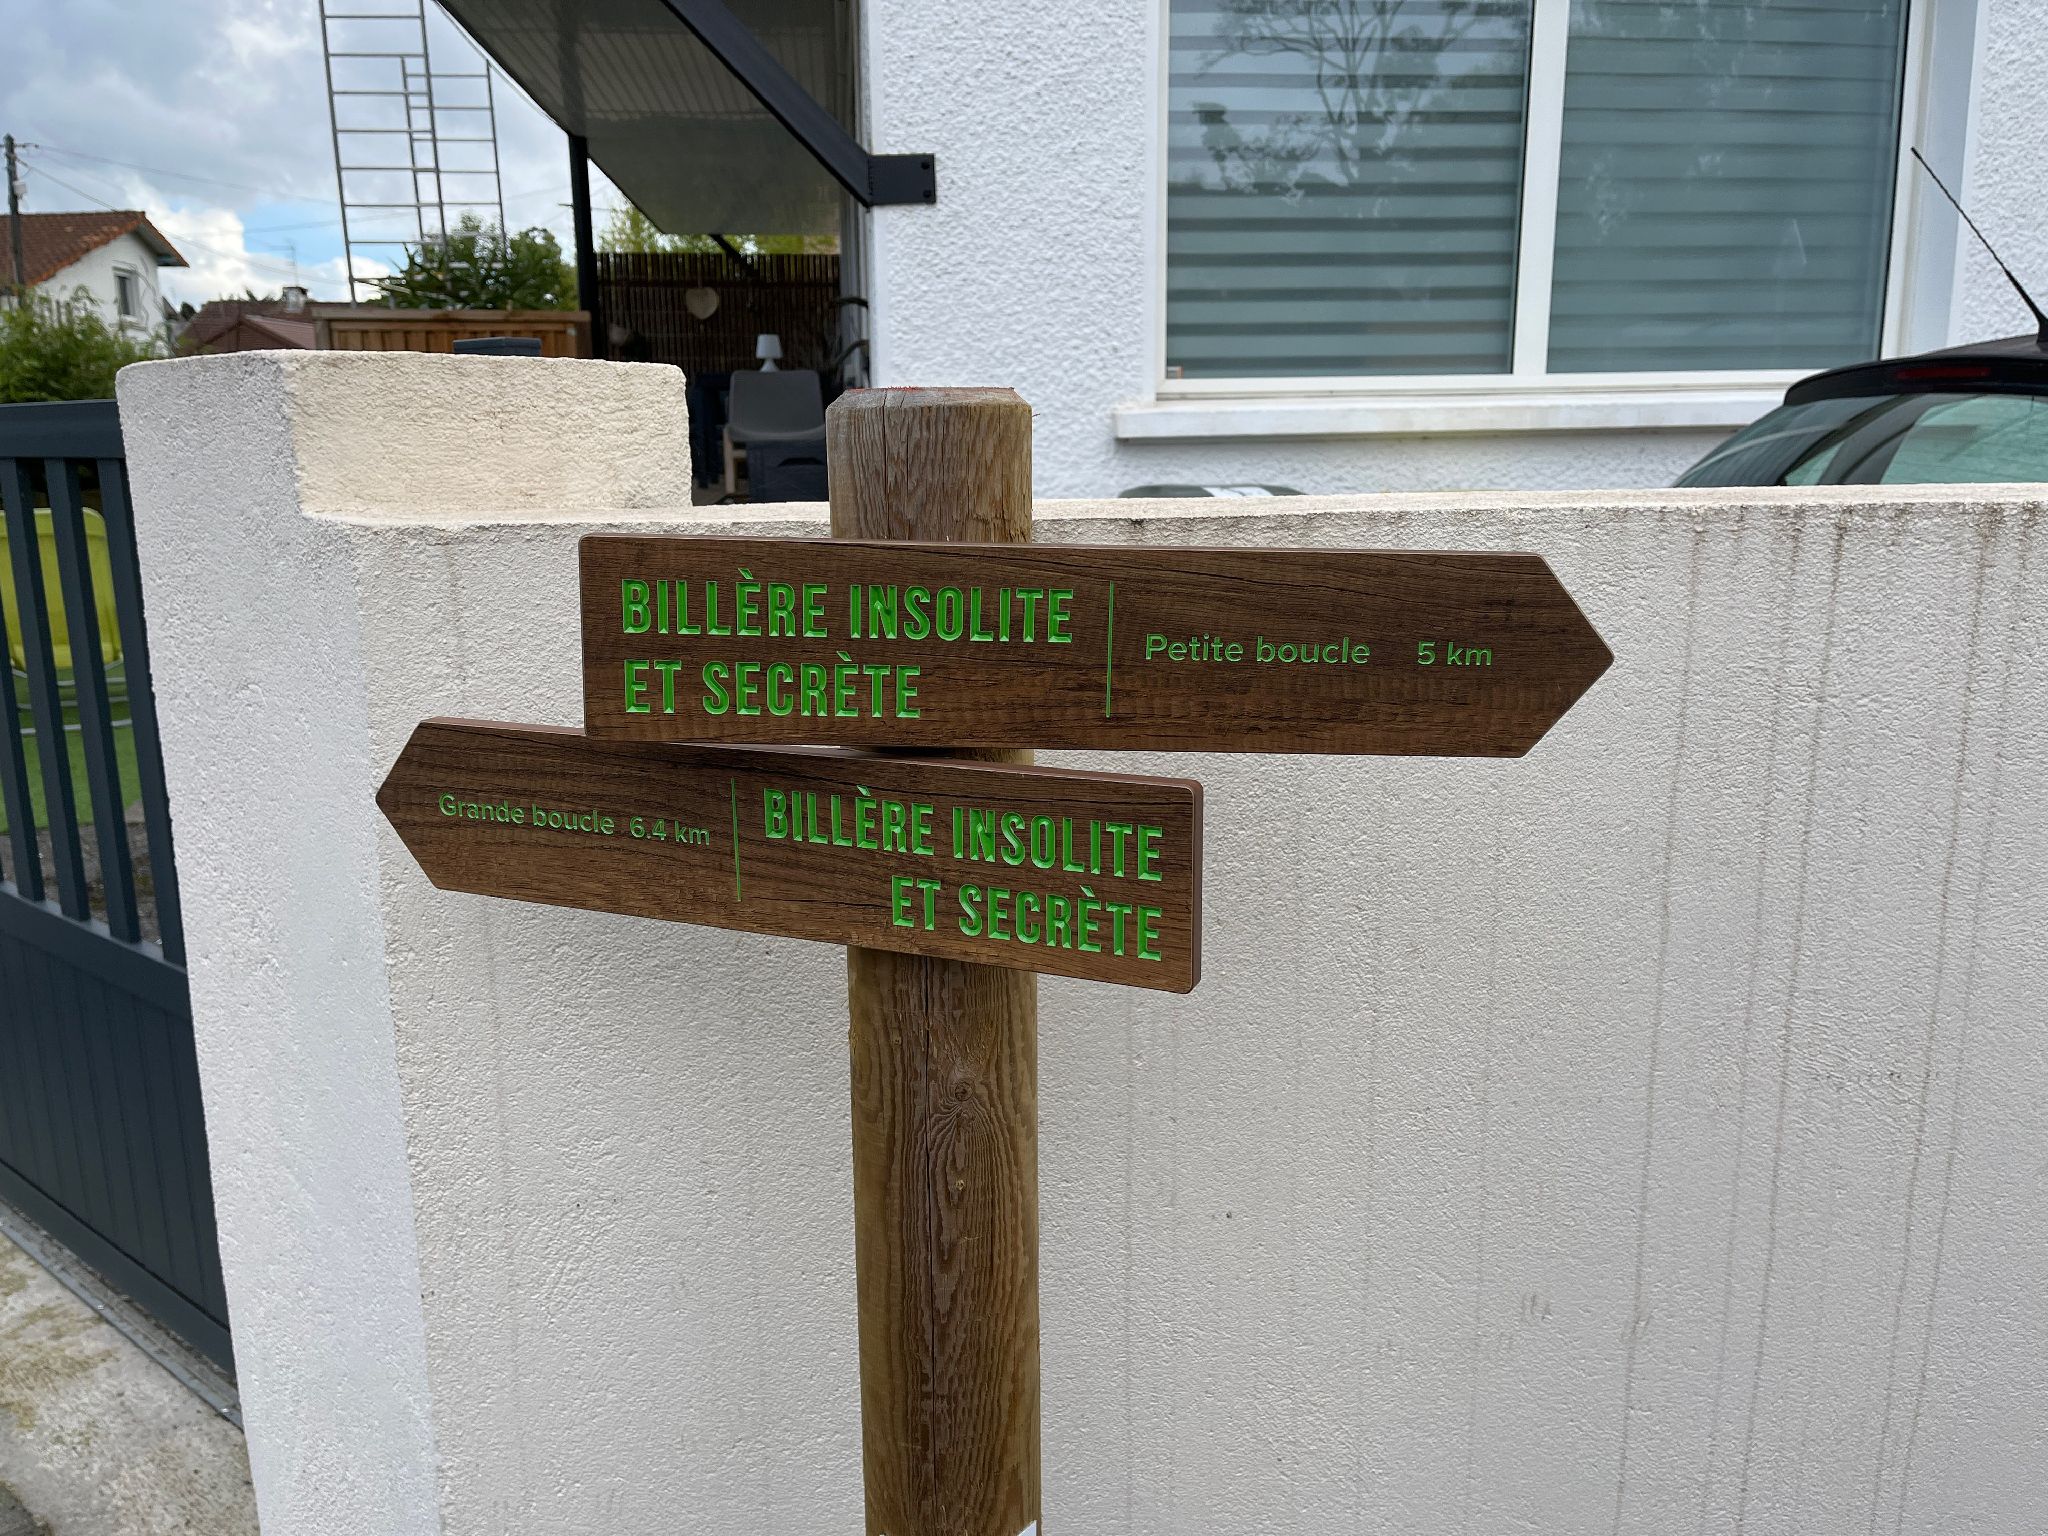 BILLÈRE INSOLITE
ET SECRÈTE
Petite boucle 5 km
Grande boucle 6.4 km
BILLÈRE INSOLITE
ET SECRÈTE